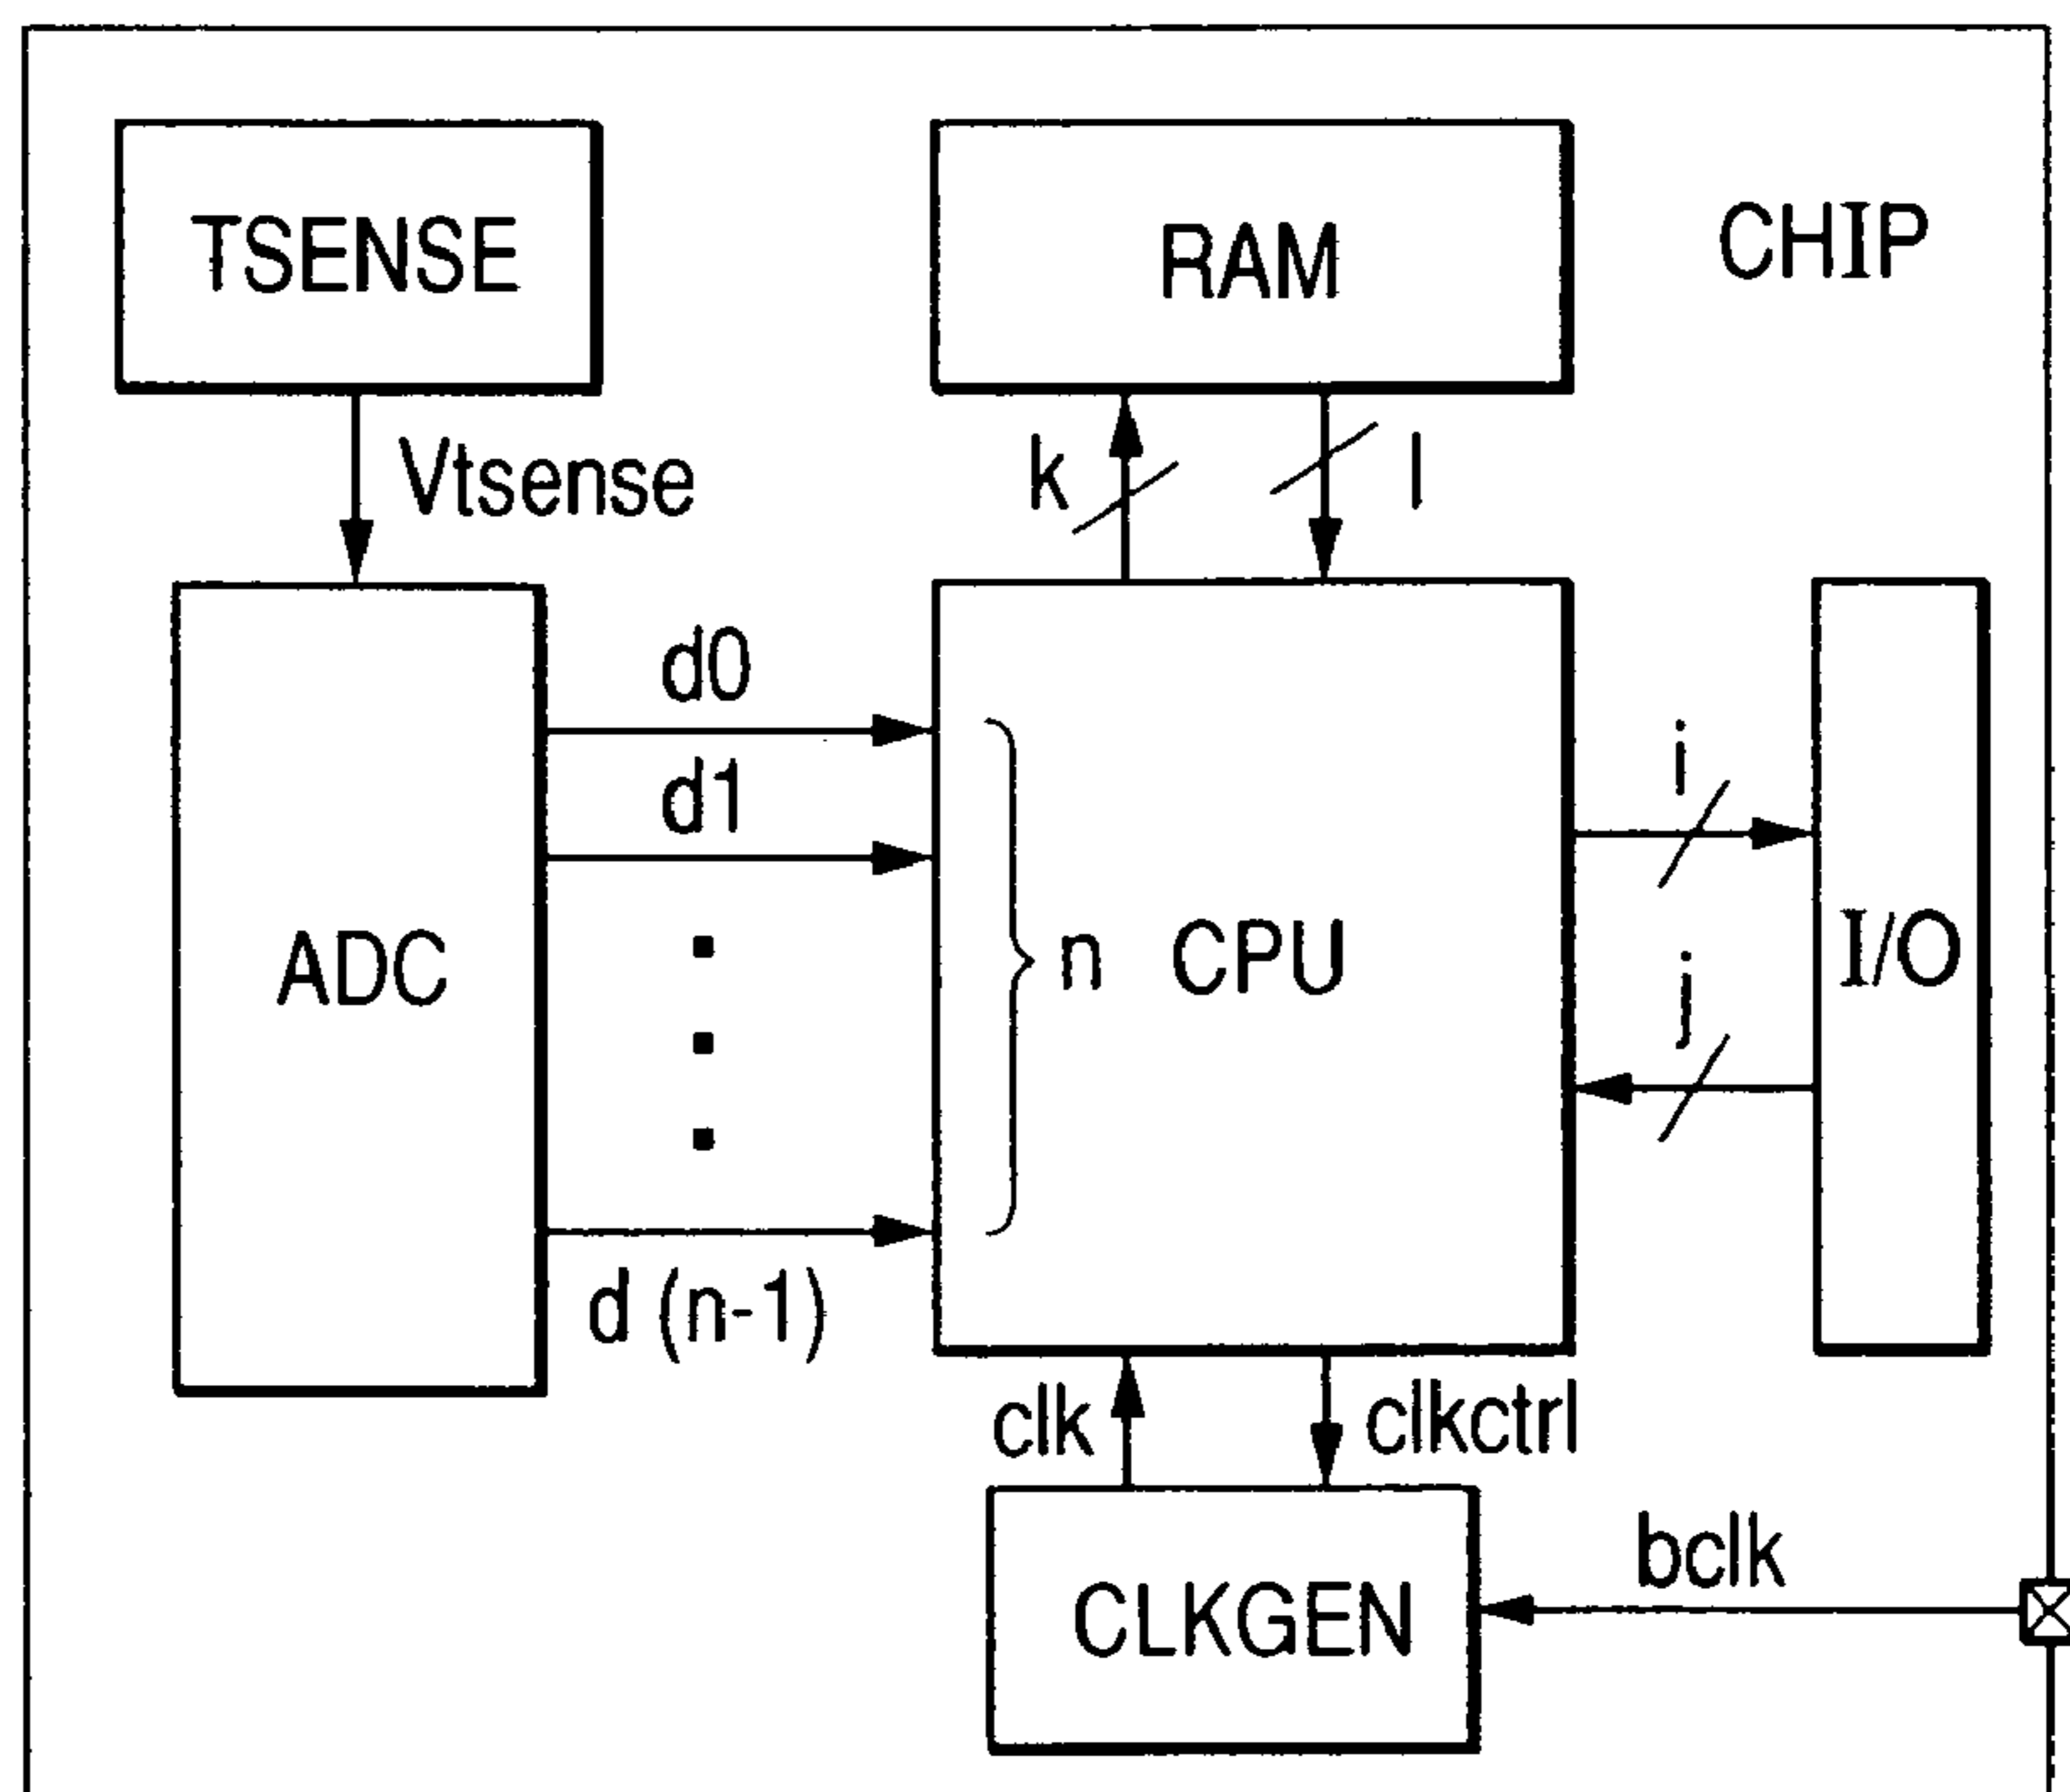 TSENSE
RAM
CHIP
Vtsense
k
l
d0
d1
i
ADC
n
CPU
I/O
j
d (n-1)
clk
clkctrl
bclk
CLKGEN